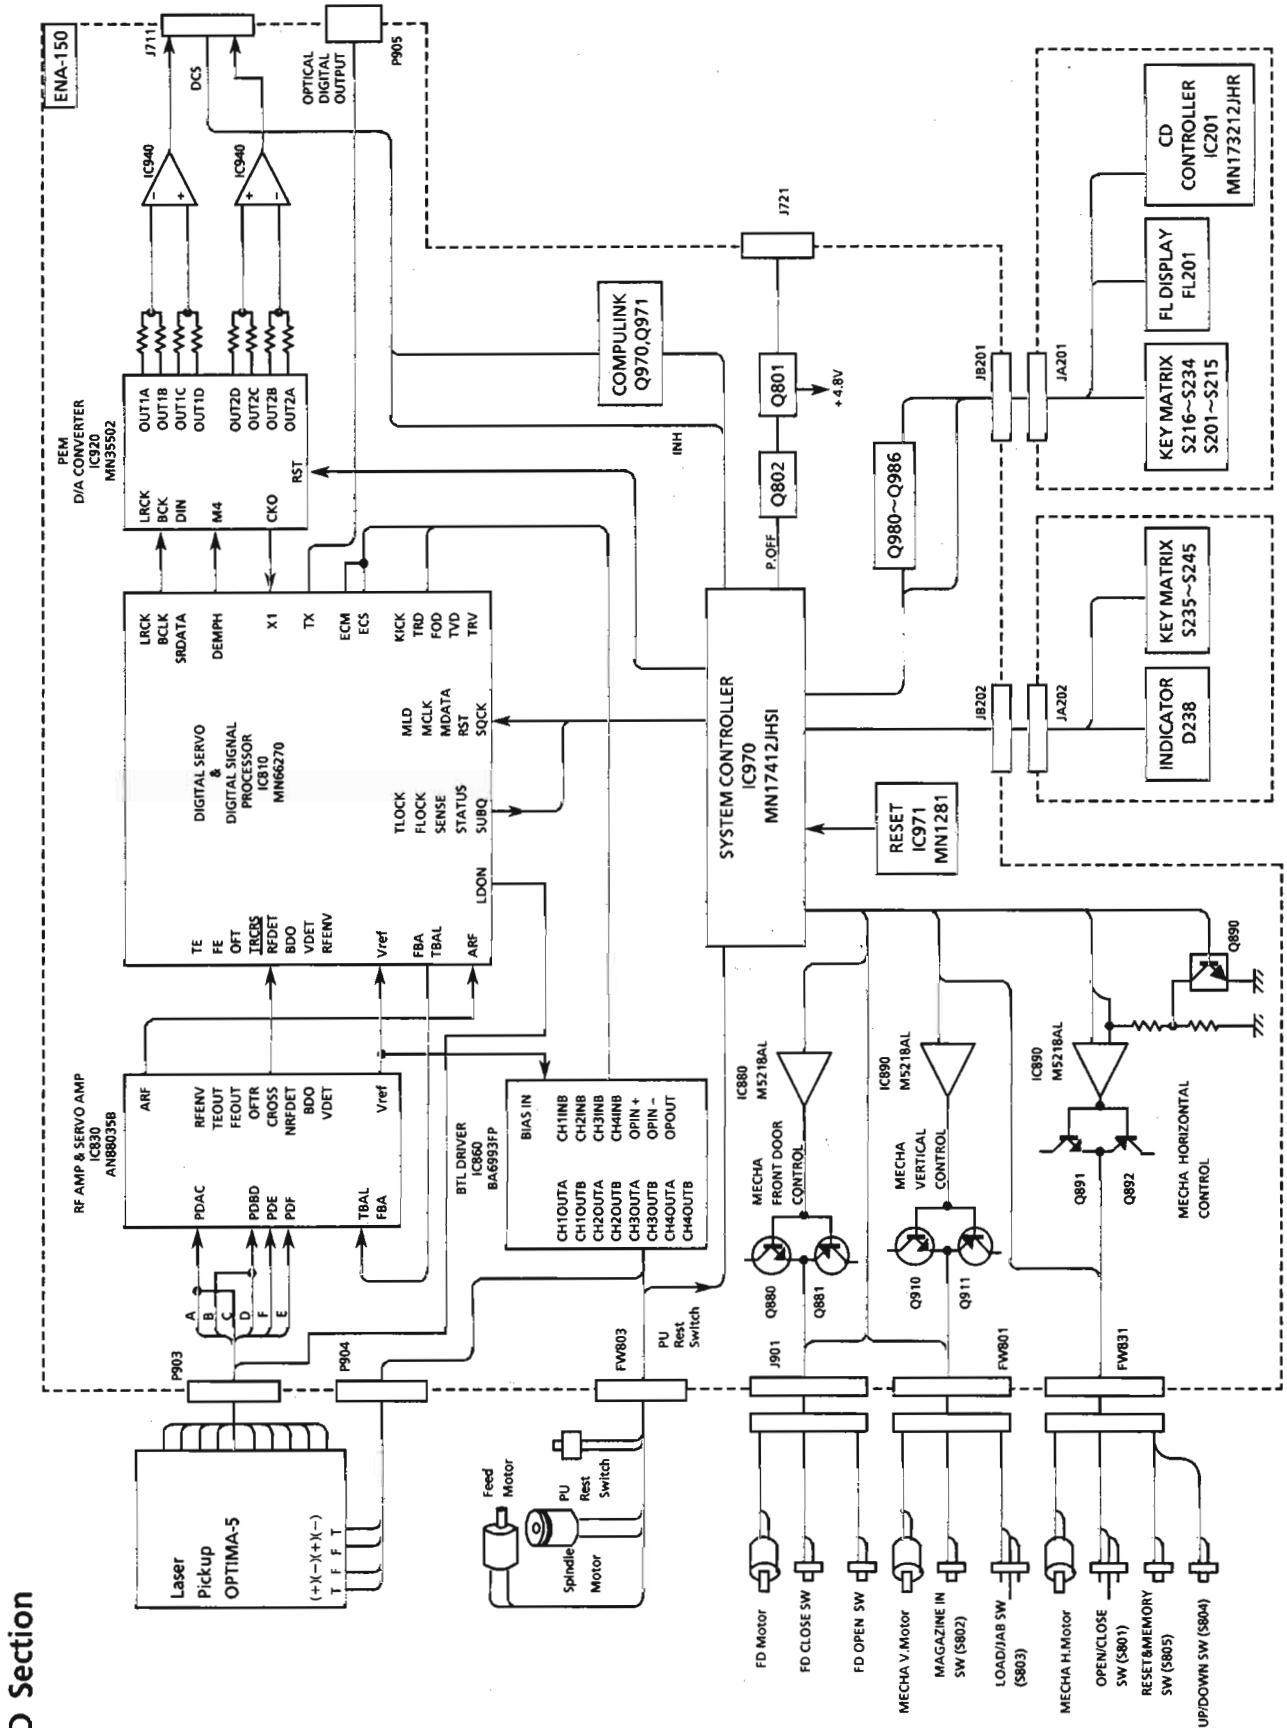 D Section
Laser
Pickup
OPTIMA-5
(+)(-)(+)(-)
T F F T
P903
P904
A
B
C
D
F
E
RF AMP & SERVO AMP
IC830
AN8803SB
PDAC
PDBD
PDE
PDF
TBAL
FBA
ARF
RFENV
TEOUT
FEOUT
OFTR
CROSS
NRFDET
BDO
VDET
Vref
DIGITAL SERVO
&
DIGITAL SIGNAL
PROCESSOR
IC810
MN66270
TE
FE
OFT
TRCRS
RFDET
BDO
VDET
RFENV
Vref
FBA
TBAL
ARF
LDON
TLOCK
FLOCK
SENSE
STATUS
SUBQ
MLD
MCLK
MDATA
RST
SQCK
LRCK
BCLK
SRDATA
DEMPH
X1
TX
ECM
ECS
KICK
TRD
FOD
TVD
TRV
PEM
D/A CONVERTER
IC920
MN35502
LRCK
BCK
DIN
M4
CKO
RST
OUT1A
OUT1B
OUT1C
OUT1D
OUT2D
OUT2C
OUT2B
OUT2A
IC940
- +
IC940
+ -
J711
DCS
ENA-150
OPTICAL
DIGITAL
OUTPUT
P905
Feed
Motor
Spindle
Motor
PU
Rest
Switch
FW803
PU
Rest
Switch
BTL DRIVER
IC860
BA6993FP
BIAS IN
CH1OUTA
CH1OUTB
CH2OUTA
CH2OUTB
CH3OUTA
CH3OUTB
CH4OUTA
CH4OUTB
CH1INB
CH2INB
CH3INB
CH4INB
OPIN +
OPIN -
OPOUT
SYSTEM CONTROLLER
IC970
MN17412JHSI
COMPULINK
Q970,Q971
INH
P.OFF
Q802
Q801
+ 4.8V
J721
RESET
IC971
MN1281
Q980~Q986
JB201
JA201
JB202
JA202
INDICATOR
D238
KEY MATRIX
S235~S245
KEY MATRIX
S216~S234
S201~S215
FL DISPLAY
FL201
CD
CONTROLLER
IC201
MN173212JHR
FD Motor
FD CLOSE SW
FD OPEN SW
J901
Q880
Q881
MECHA
FRONT DOOR
CONTROL
IC880
M5218AL
MECHA V.Motor
MAGAZINE IN
SW (S802)
LOAD/JAB SW
(S803)
FW801
Q910
Q911
MECHA
VERTICAL
CONTROL
IC890
M5218AL
MECHA H.Motor
OPEN/CLOSE
SW (S801)
RESET&MEMORY
SW (S805)
UP/DOWN SW (S804)
FW831
Q891
Q892
MECHA HORIZONTAL
CONTROL
IC890
M5218AL
Q890